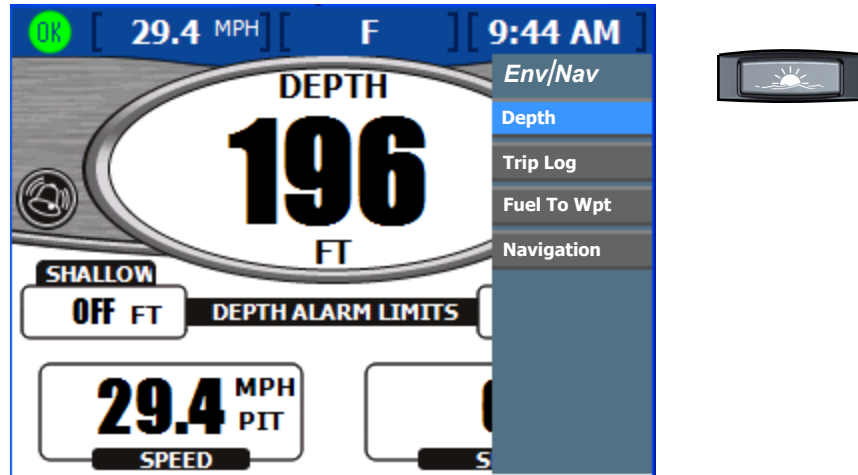 OK [ 29.4 MPH ] [ F ] [ 9:44 AM ]
Env/Nav
Depth
Trip Log
Fuel To Wpt
Navigation
DEPTH
196
FT
SHALLOW
OFF FT
DEPTH ALARM LIMITS
29.4 MPH PIT
SPEED
S